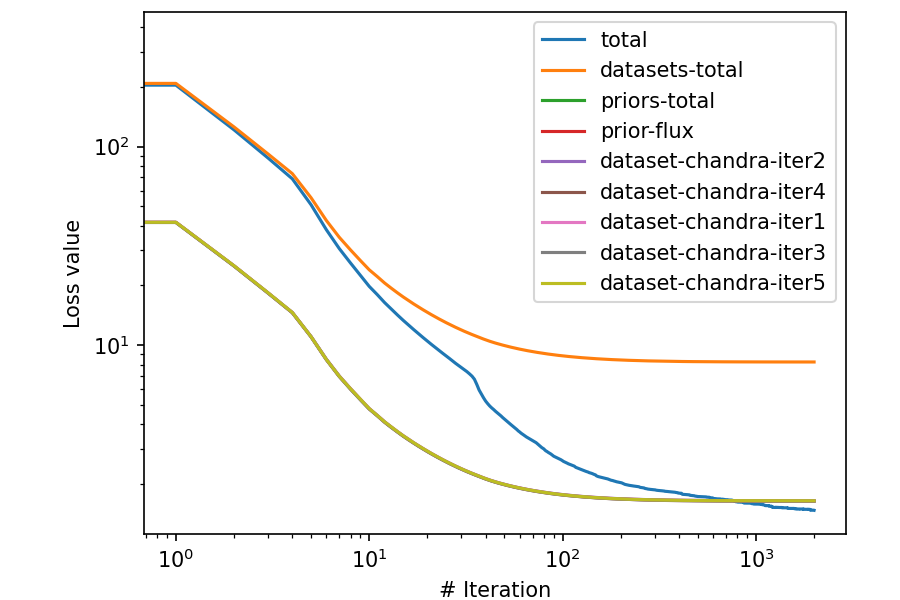 total
datasets-total
priors-total
prior-flux
dataset-chandra-iter2
dataset-chandra-iter4
dataset-chandra-iter1
dataset-chandra-iter3
dataset-chandra-iter5
10²
10¹
Loss value
10⁰ 10¹ 10² 10³
# Iteration